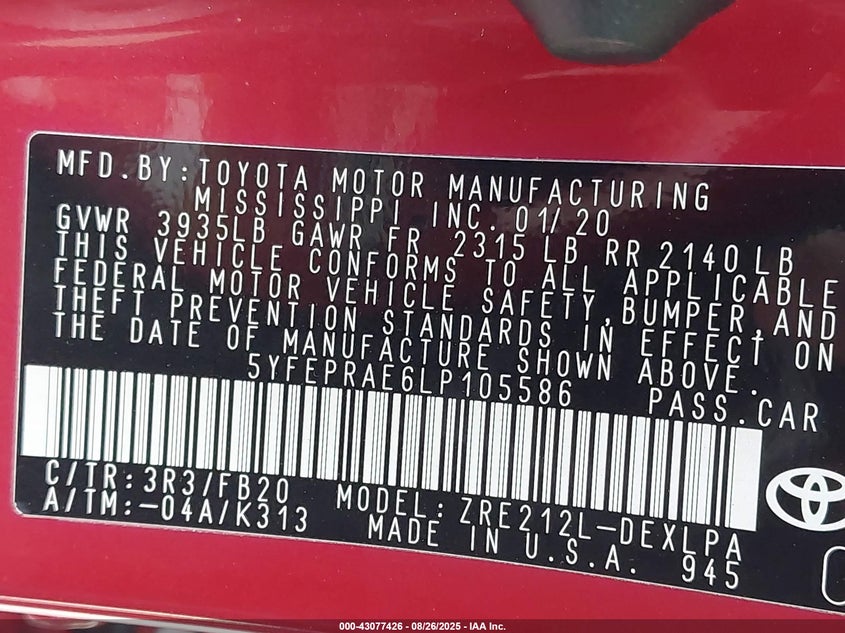 MFD.BY:TOYOTA MOTOR MANUFACTURING
MISSISSIPPI INC. 01/20
GVWR 3935LB GAWR FR 2315 LB RR 2140 LB
THIS VEHICLE CONFORMS TO ALL APPLICABLE
FEDERAL MOTOR VEHICLE SAFETY,BUMPER,AND
THEFT PREVENTION STANDARDS IN EFFECT ON
THE DATE OF MANUFACTURE SHOWN ABOVE.
5YFEPRAE6LP105586 PASS.CAR
C/TR:3R3/FB20 MODEL:ZRE212L-DEXLPA
A/TM:-04A/K313 MADE IN U.S.A. 945
000-43077426 - 08/26/2025 - IAA Inc.